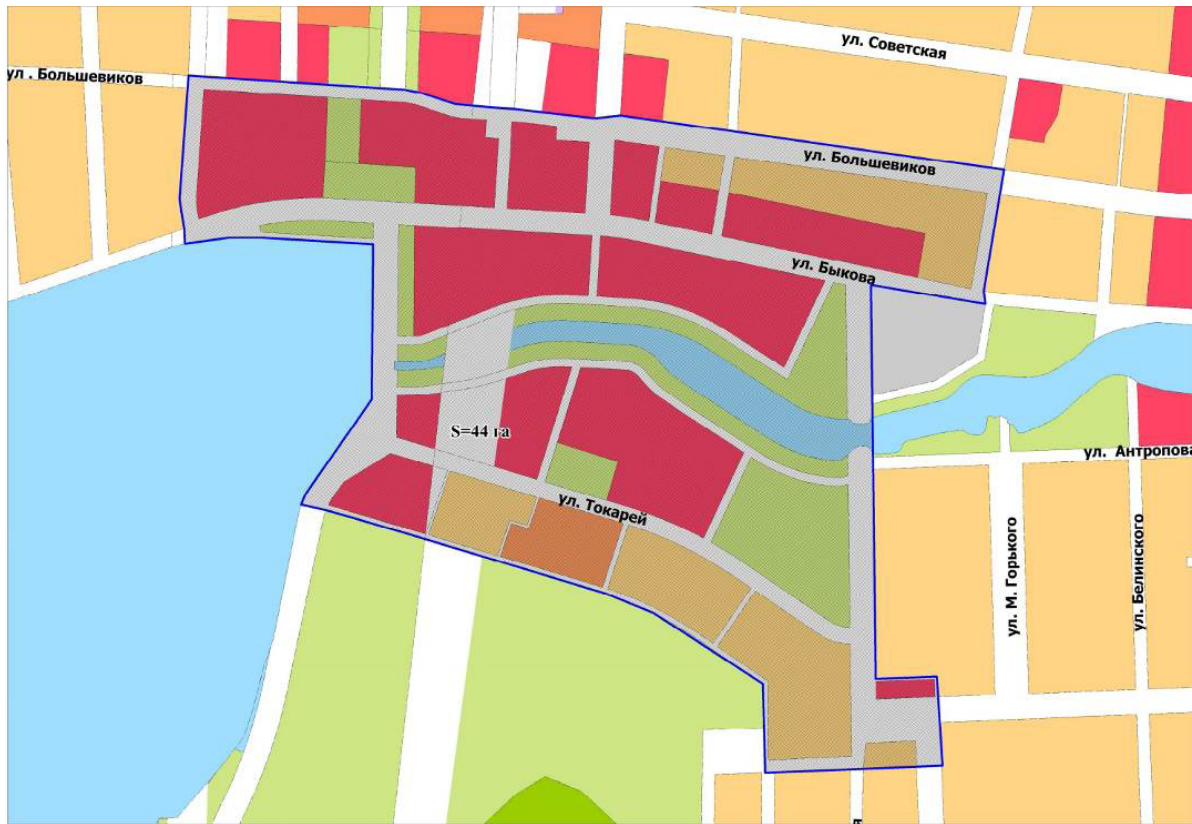 ул. Советская
ул . Большевиков
ул. Большевиков
ул. Быкова
S=44 га
ул. Антропова
ул. Токарей
ул. М. Горького
ул. Белинского